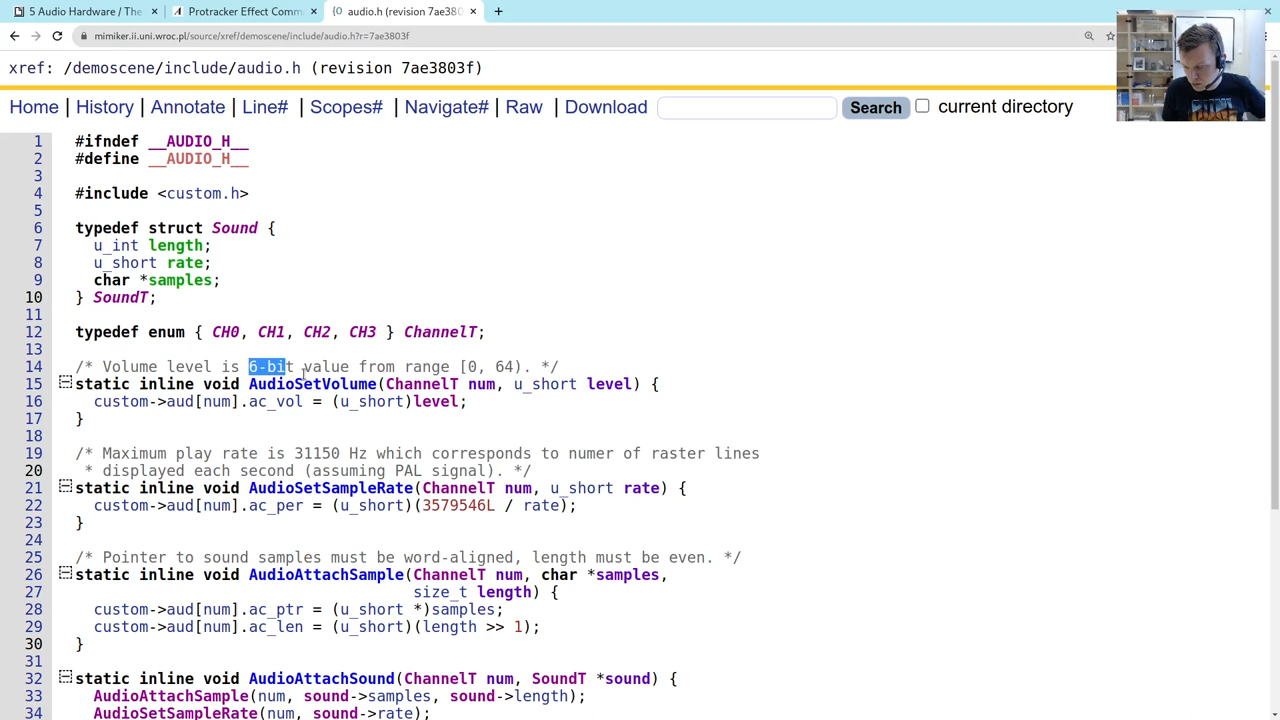 5 Audio Hardware / The
Protracker Effect Comm
audio.h (revision 7ae380
mimiker.ii.uni.wroc.pl/source/xref/demoscene/include/audio.h?r=7ae3803f
xref: /demoscene/include/audio.h (revision 7ae3803f)
Home | History | Annotate | Line# | Scopes# | Navigate# | Raw | Download Search current directory
1 #ifndef __AUDIO_H__
2 #define __AUDIO_H__
3
4 #include <custom.h>
5
6 typedef struct Sound {
7 u_int length;
8 u_short rate;
9 char *samples;
10 } SoundT;
11
12 typedef enum { CH0, CH1, CH2, CH3 } ChannelT;
13
14 /* Volume level is 6-bit value from range [0, 64). */
15 static inline void AudioSetVolume(ChannelT num, u_short level) {
16 custom->aud[num].ac_vol = (u_short)level;
17 }
18
19 /* Maximum play rate is 31150 Hz which corresponds to numer of raster lines
20 * displayed each second (assuming PAL signal). */
21 static inline void AudioSetSampleRate(ChannelT num, u_short rate) {
22 custom->aud[num].ac_per = (u_short)(3579546L / rate);
23 }
24
25 /* Pointer to sound samples must be word-aligned, length must be even. */
26 static inline void AudioAttachSample(ChannelT num, char *samples,
27 size_t length) {
28 custom->aud[num].ac_ptr = (u_short *)samples;
29 custom->aud[num].ac_len = (u_short)(length >> 1);
30 }
31
32 static inline void AudioAttachSound(ChannelT num, SoundT *sound) {
33 AudioAttachSample(num, sound->samples, sound->length);
34 AudioSetSampleRate(num, sound->rate);